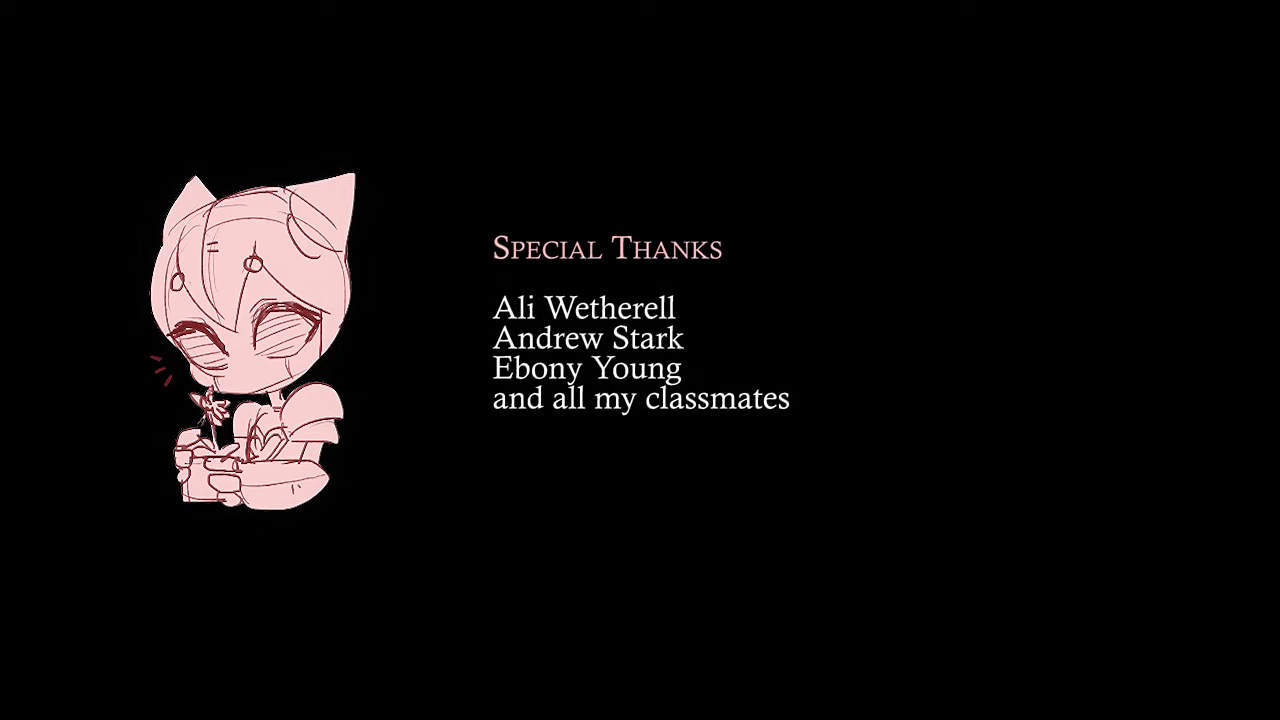 Special Thanks
Ali Wetherell
Andrew Stark
Ebony Young
and all my classmates